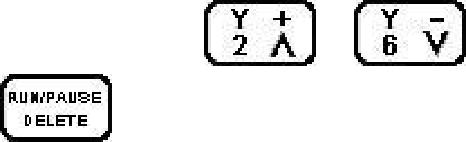 Y + Y −
2 Λ 6 V
RUN/PAUSE
DELETE